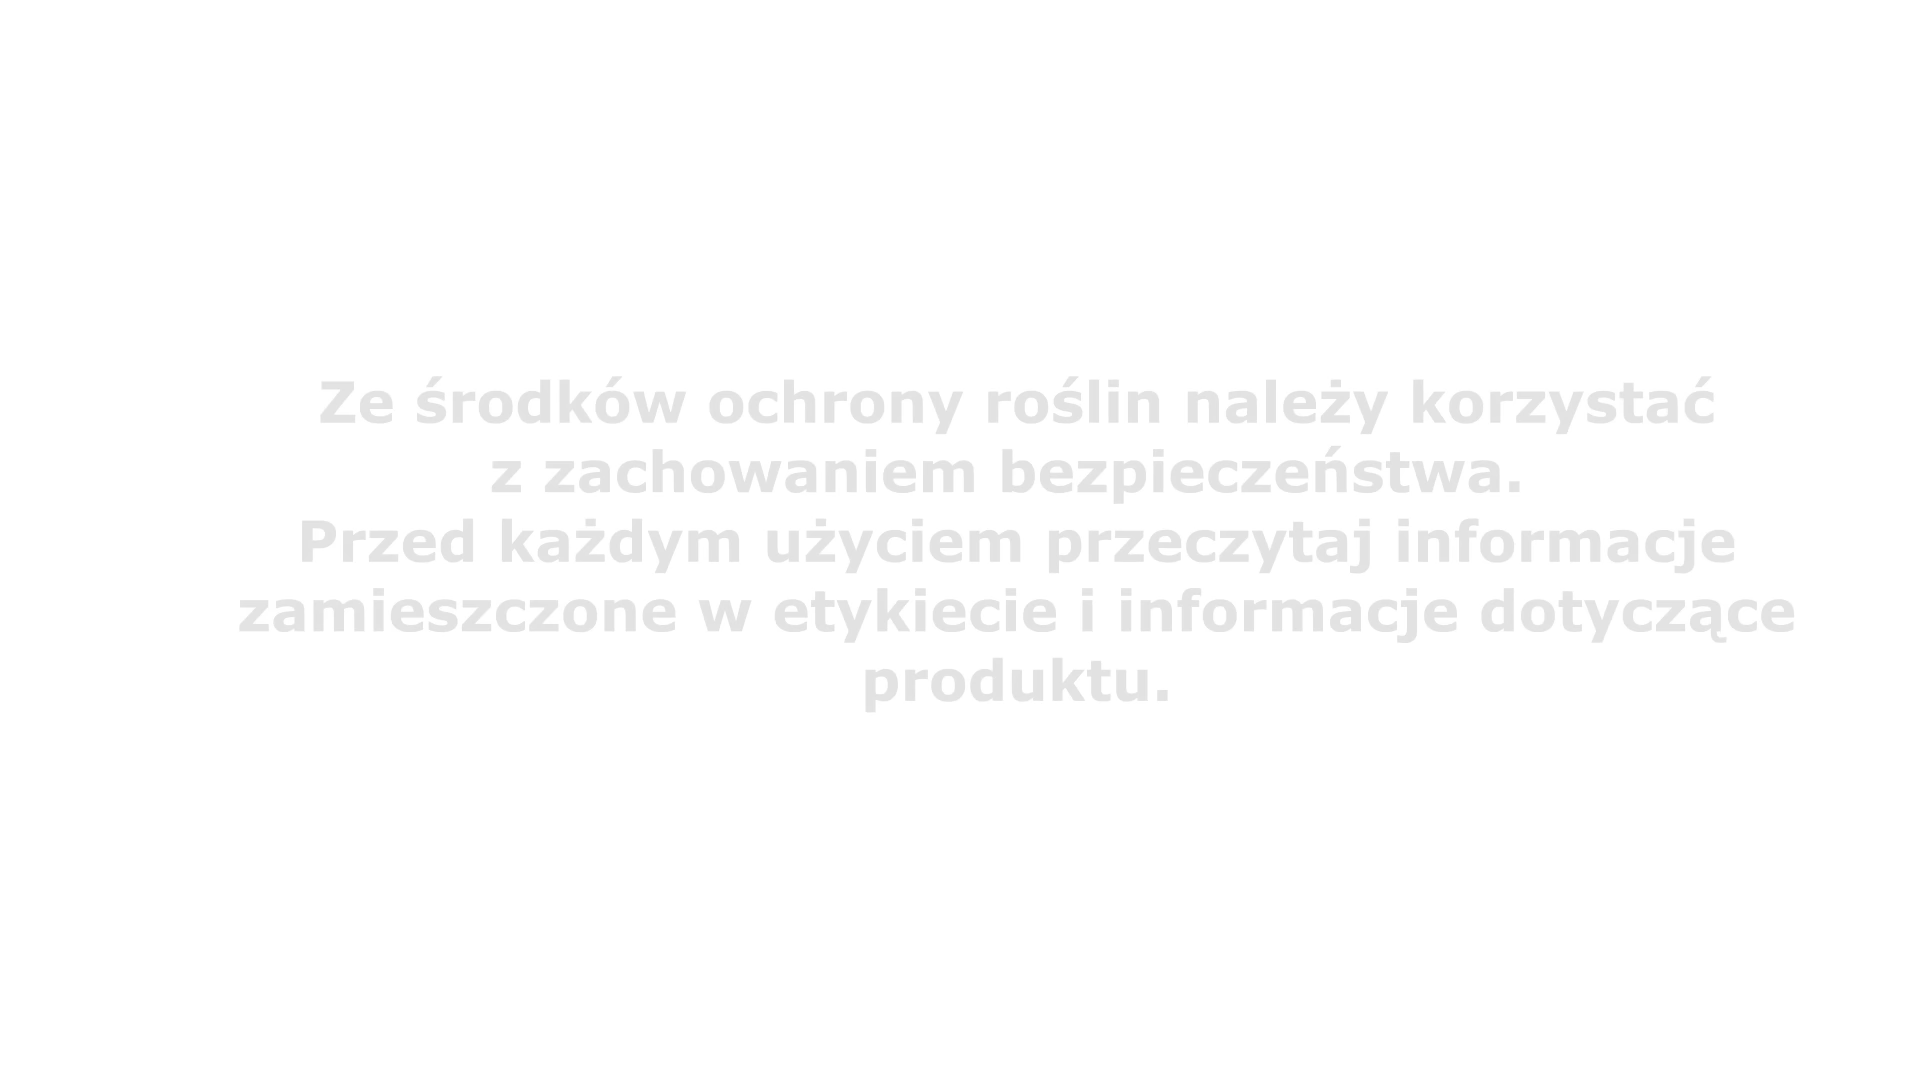 Ze środków ochrony roślin należy korzystać
z zachowaniem bezpieczeństwa.
Przed każdym użyciem przeczytaj informacje
zamieszczone w etykiecie i informacje dotyczące
produktu.